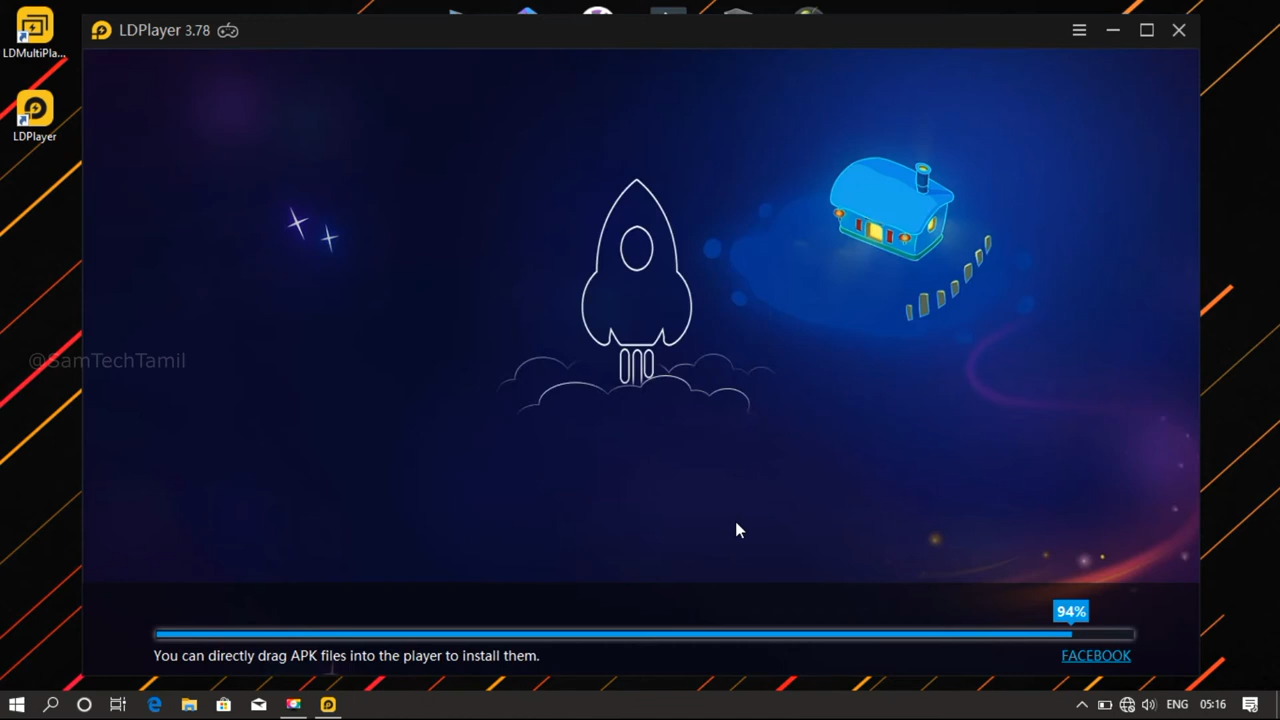 LDPlayer 3.78
LDMultiPla...
LDPlayer
@SamTechTamil
94%
You can directly drag APK files into the player to install them.
FACEBOOK
ENG
05:16